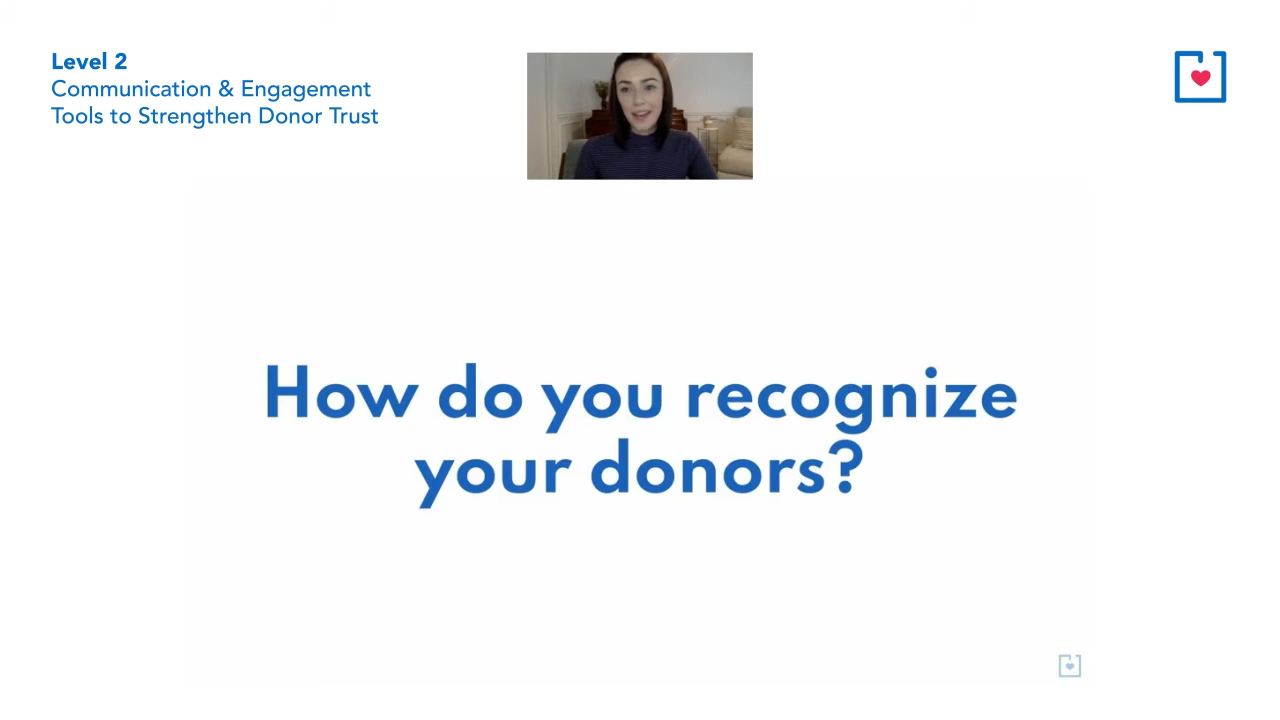 Level 2
Communication & Engagement
Tools to Strengthen Donor Trust
How do you recognize
your donors?